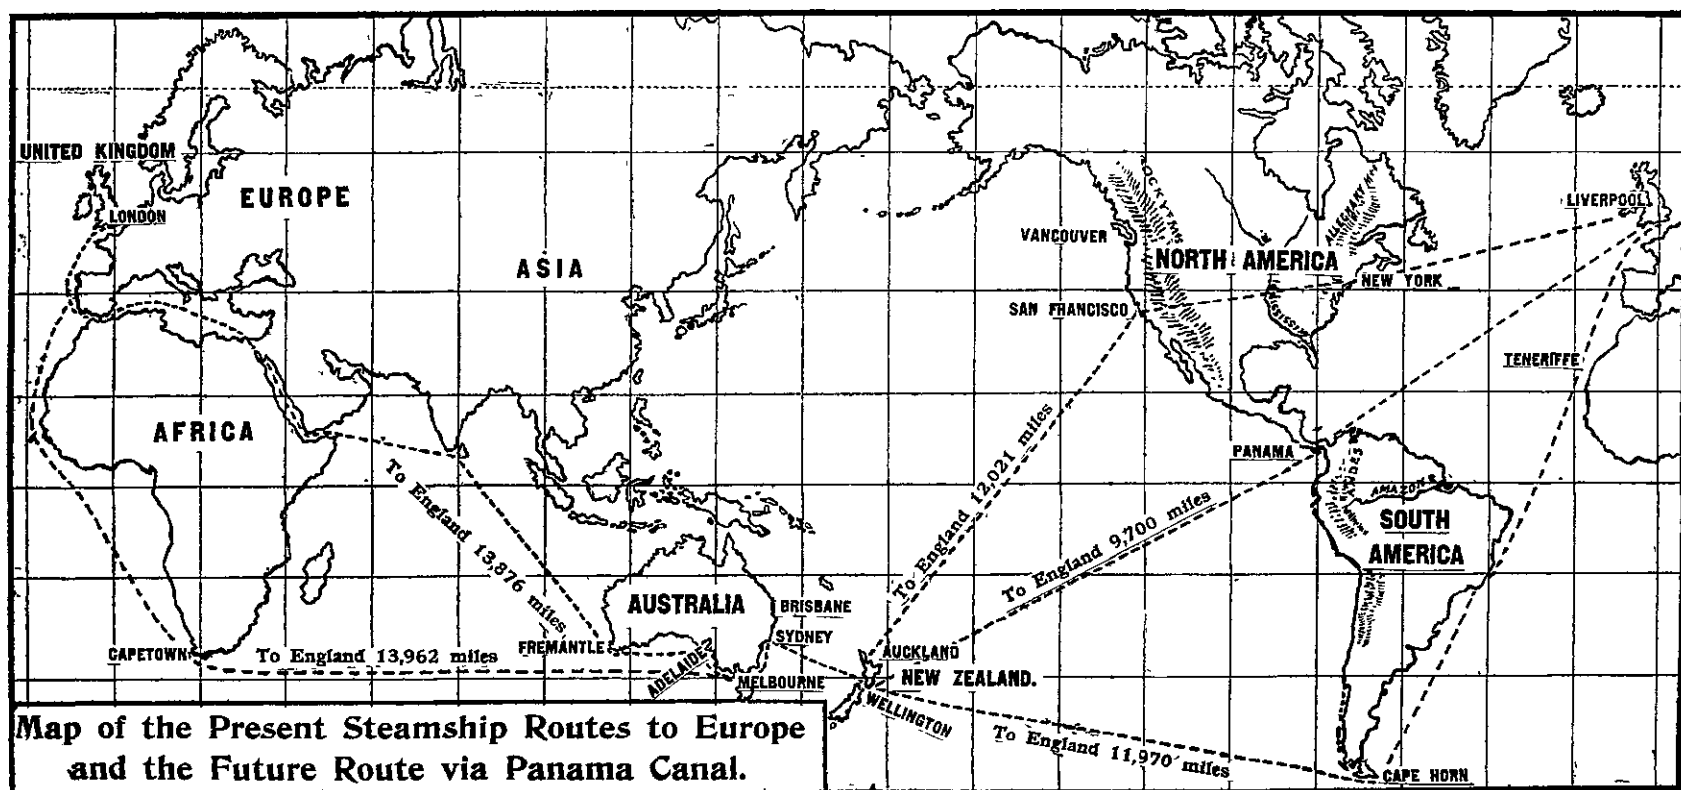 UNITED KINGDOM
EUROPE
LONDON
ASIA
AFRICA
CAPETOWN
To England 13,962 miles
To England 13,876 miles
FREMANTLE
ADELAIDE
AUSTRALIA
BRISBANE
SYDNEY
MELBOURNE
AUCKLAND
NEW ZEALAND.
WELLINGTON
To England 12,021 miles
To England 9,700 miles
To England 11,970 miles
VANCOUVER
SAN FRANCISCO
ROCKY MTNS
NORTH AMERICA
ALLEGHANY MTS
MISSISSIPPI
NEW YORK
LIVERPOOL
TENERIFFE
PANAMA
ANDES
AMAZON
SOUTH
AMERICA
CAPE HORN
Map of the Present Steamship Routes to Europe
and the Future Route via Panama Canal.